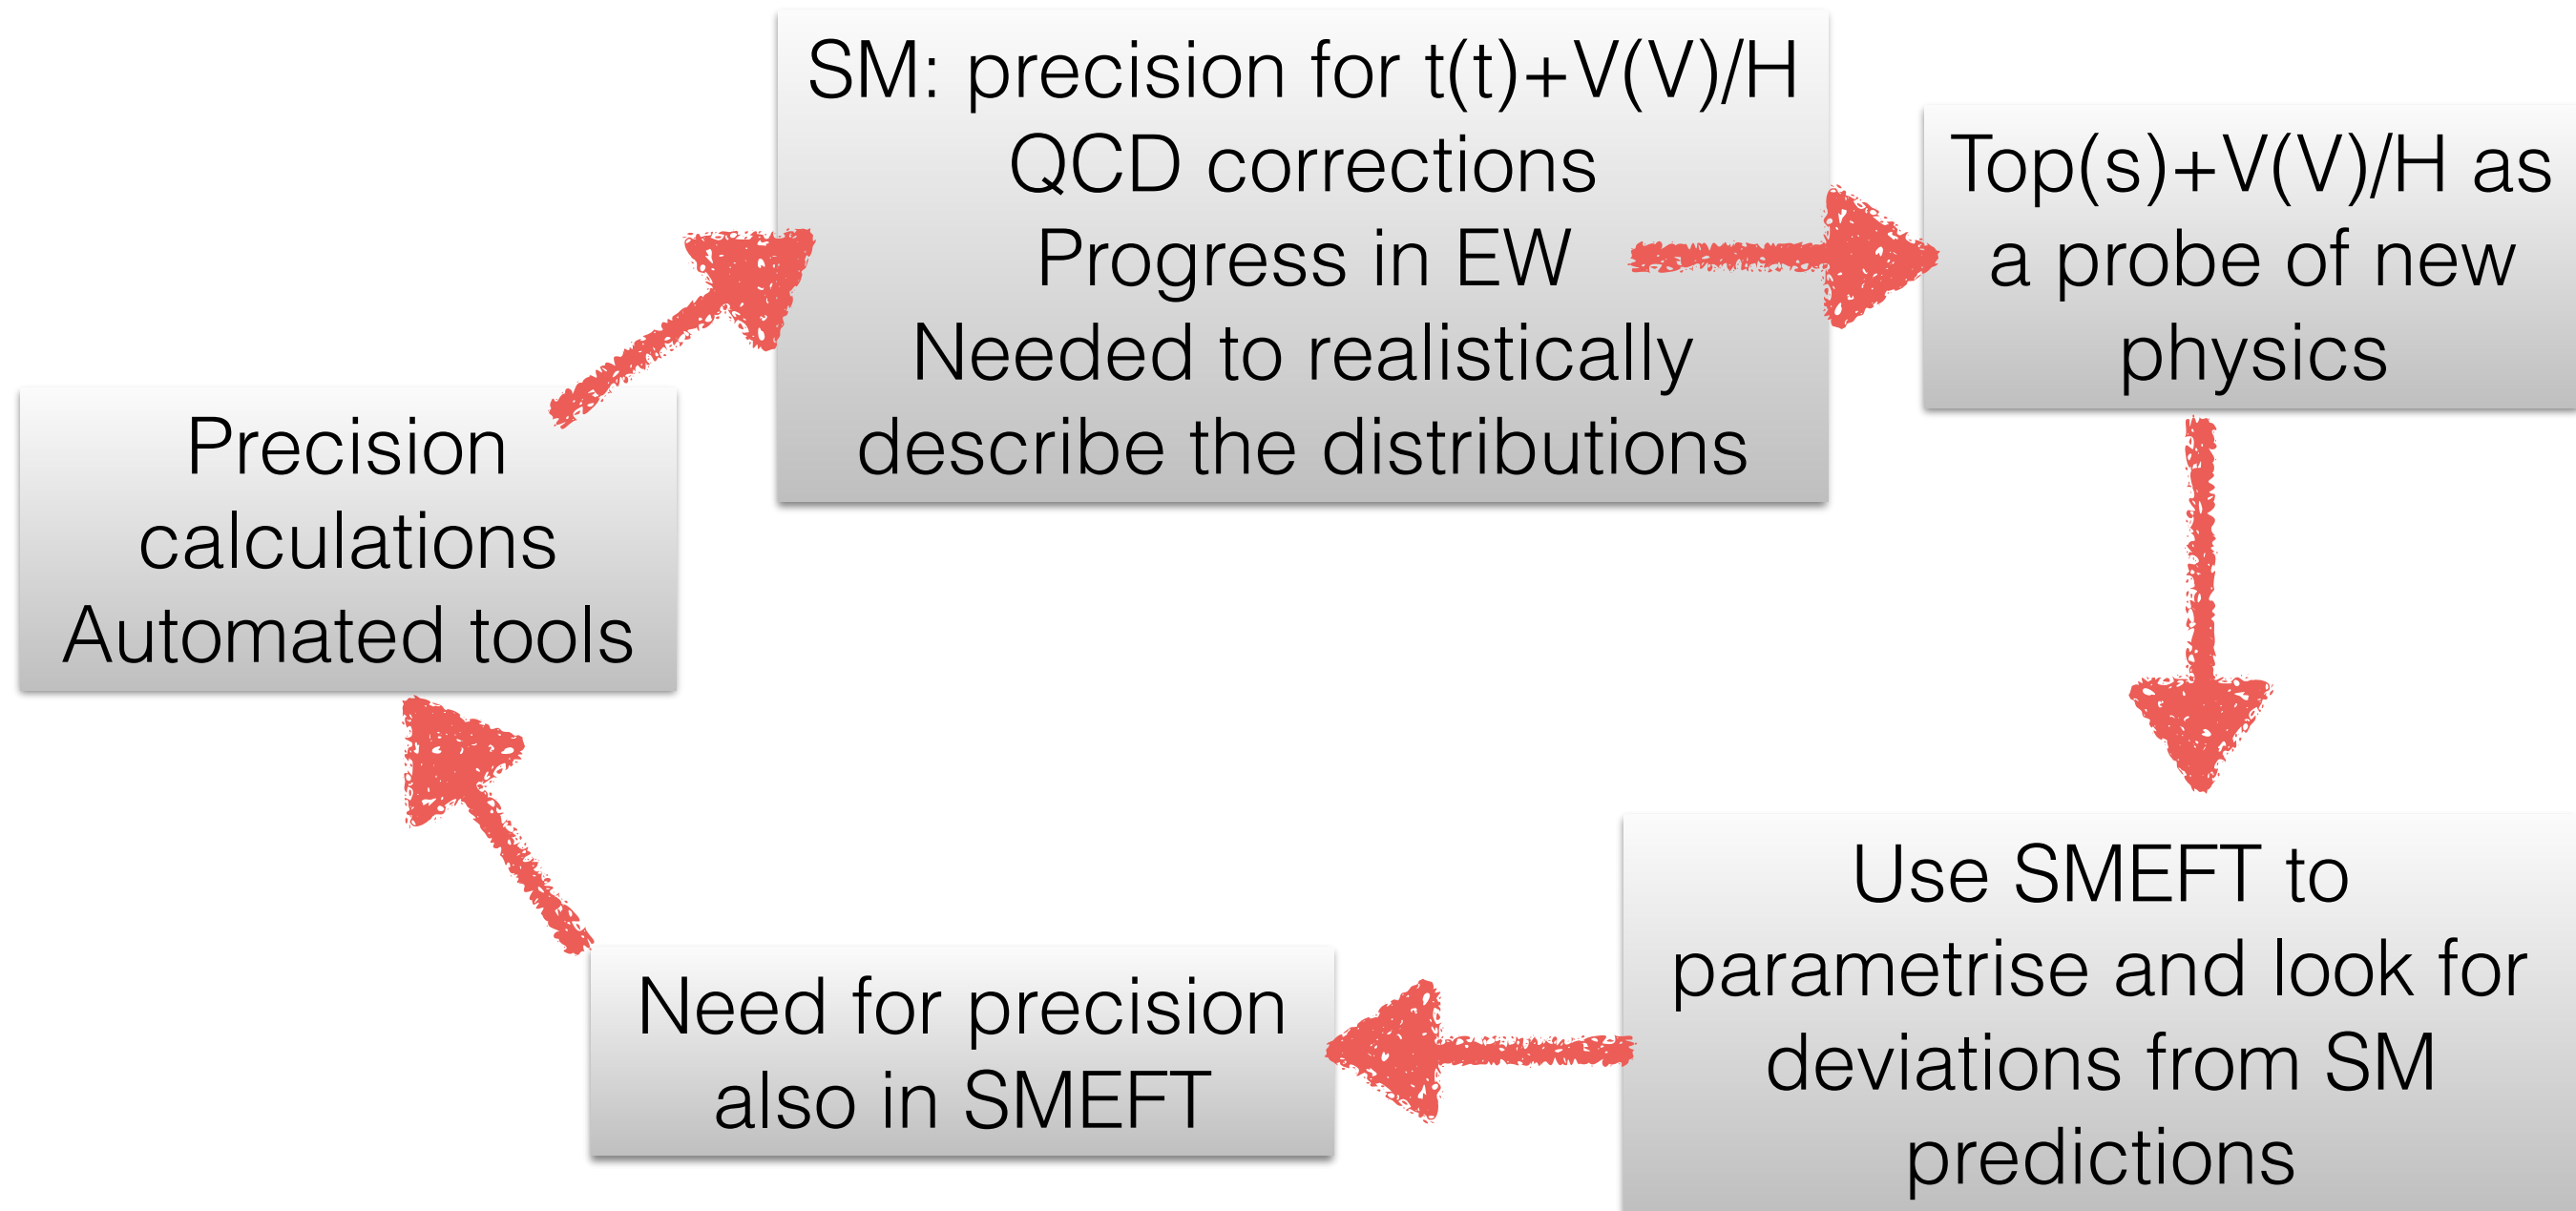 SM: precision for t(t)+V(V)/H
QCD corrections
Progress in EW
Needed to realistically
describe the distributions
Top(s)+V(V)/H as
a probe of new
physics
Precision
calculations
Automated tools
Use SMEFT to
parametrise and look for
deviations from SM
predictions
Need for precision
also in SMEFT